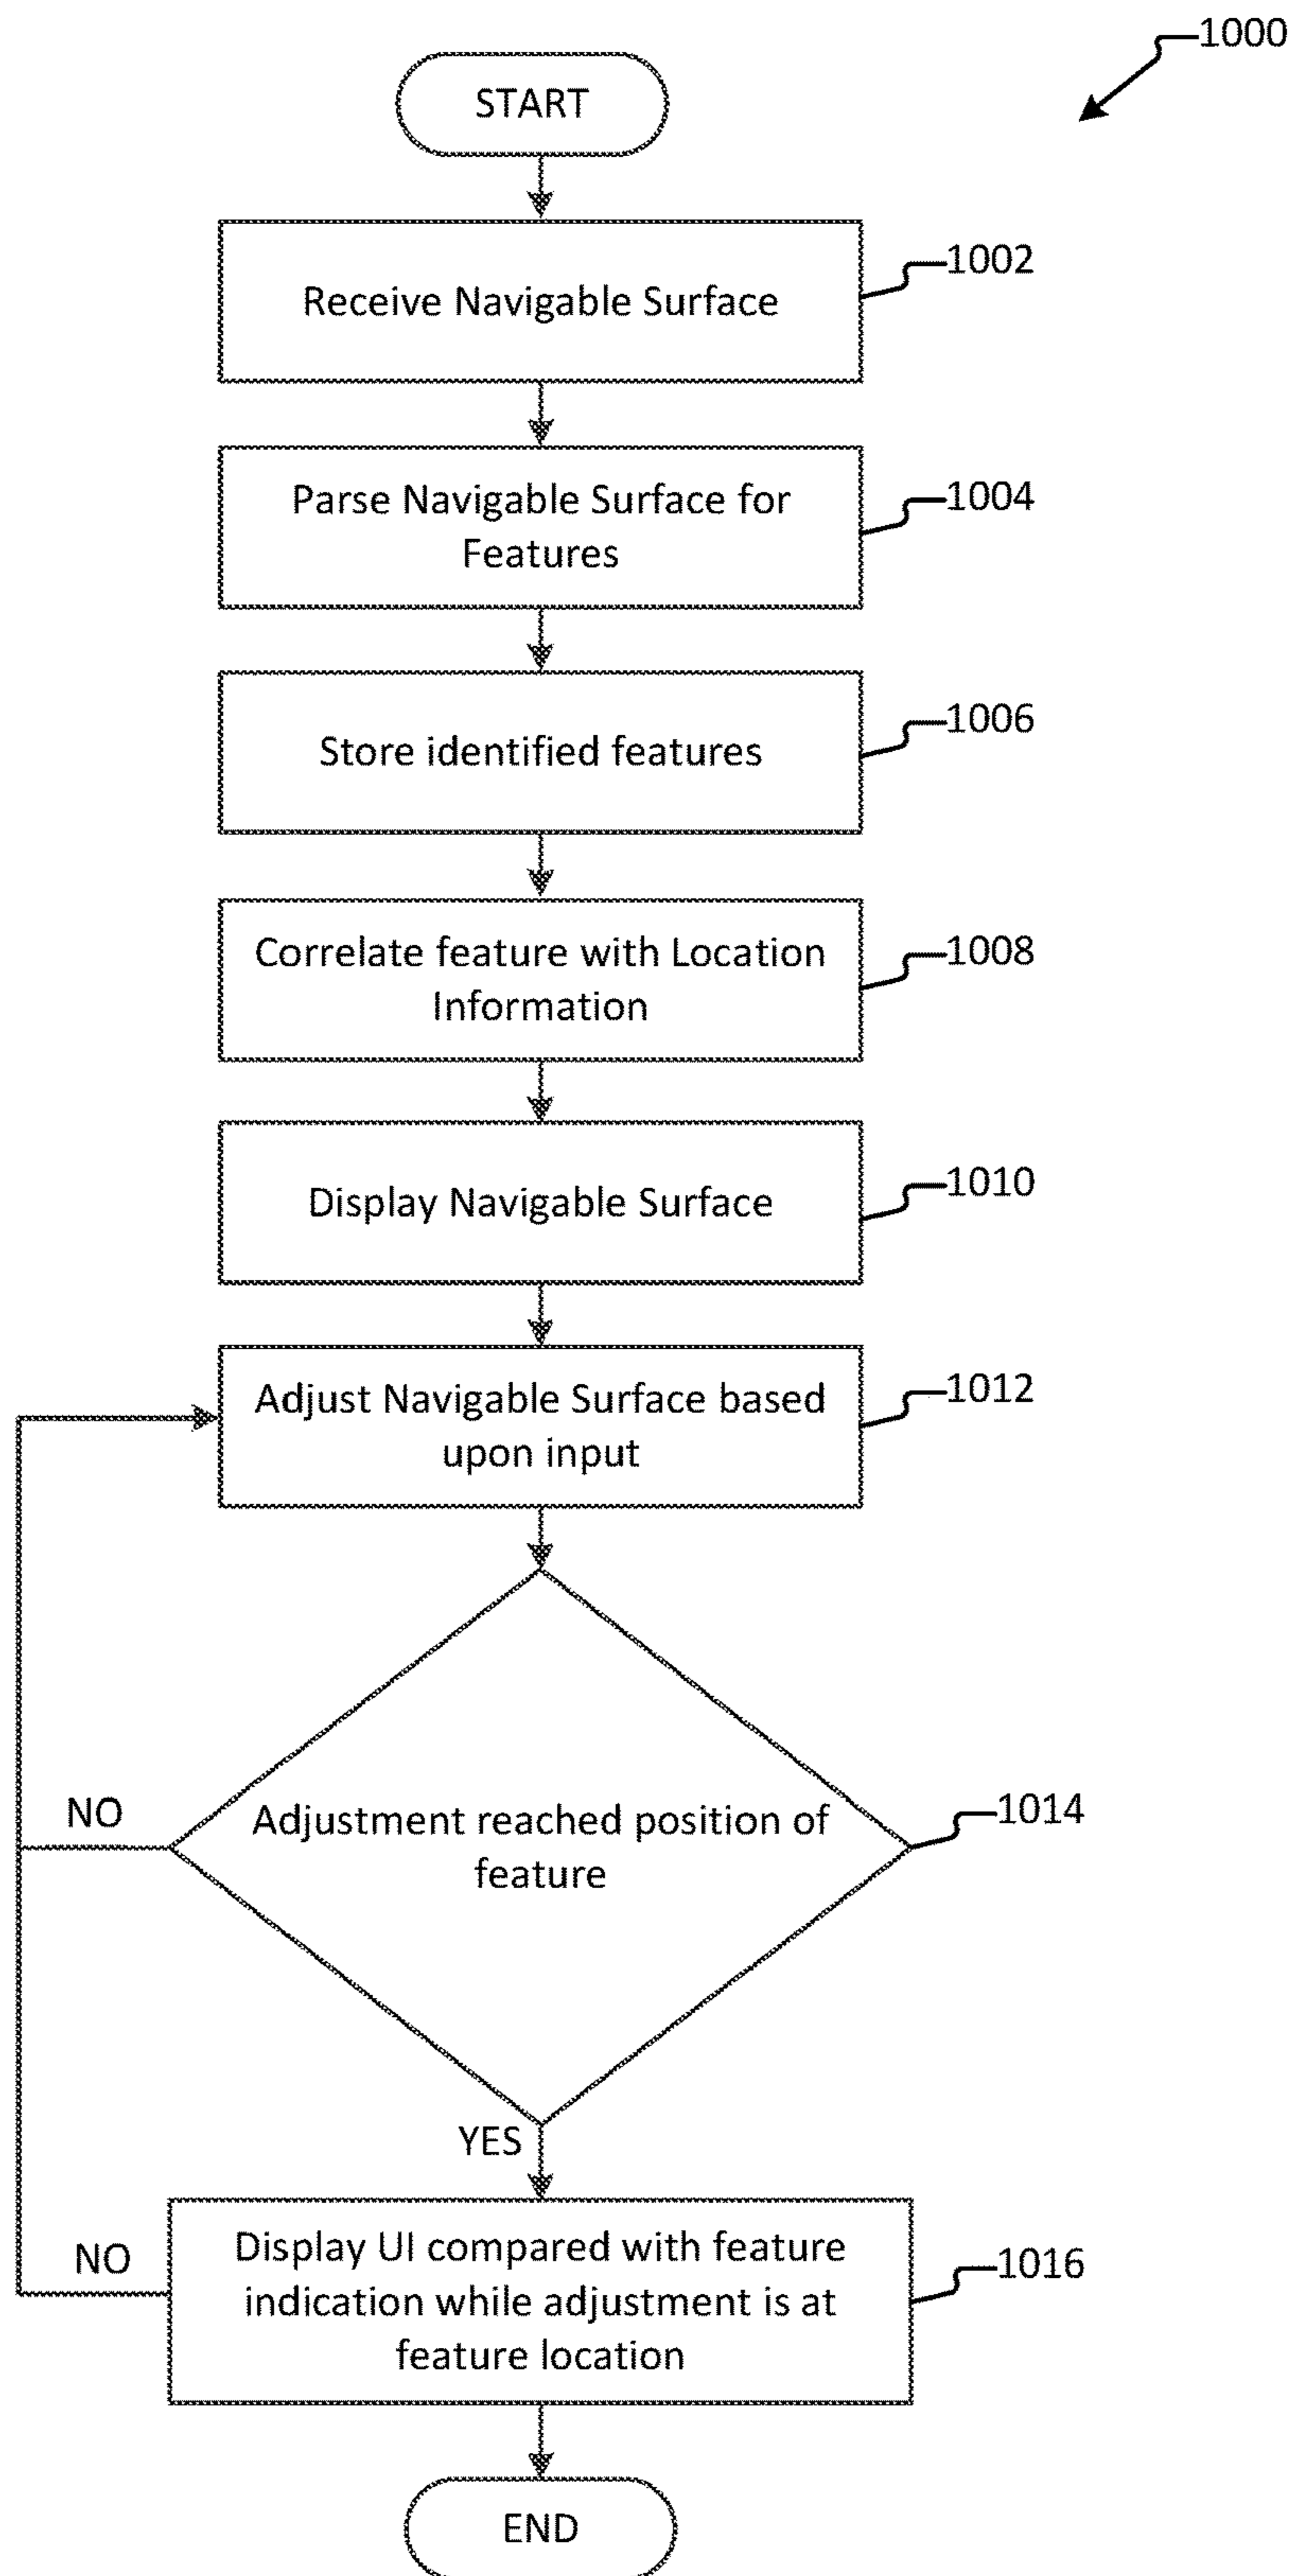 1000
START
Receive Navigable Surface
1002
Parse Navigable Surface for
Features
1004
Store identified features
1006
Correlate feature with Location
Information
1008
Display Navigable Surface
1010
Adjust Navigable Surface based
upon input
1012
NO
Adjustment reached position of
feature
1014
YES
NO
Display UI compared with feature
indication while adjustment is at
feature location
1016
END